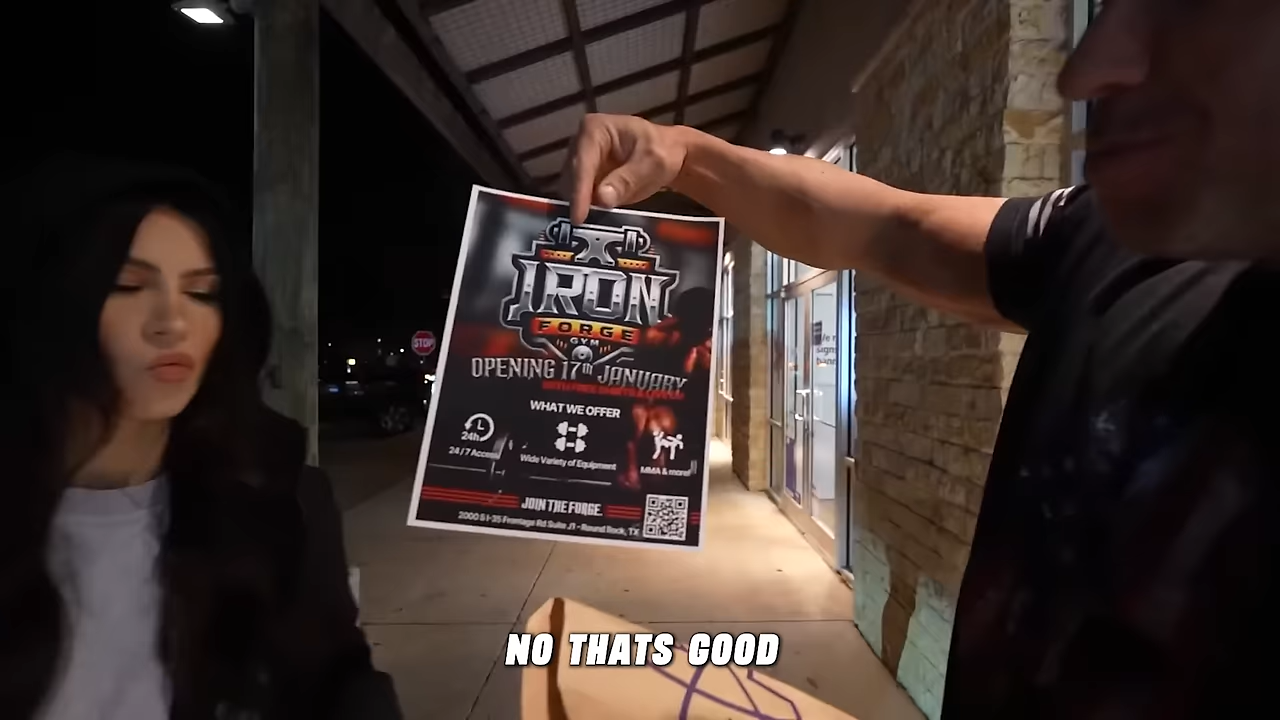 STOP
IRON
FORGE
GYM
OPENING 17th JANUARY
WHAT WE OFFER
24h
24 / 7 Access
Wide Variety of Equipment
MMA & more!
JOIN THE FORGE.
2000 S I-35 Frontage Rd Suite J1 - Round Rock, TX
NO THATS GOOD